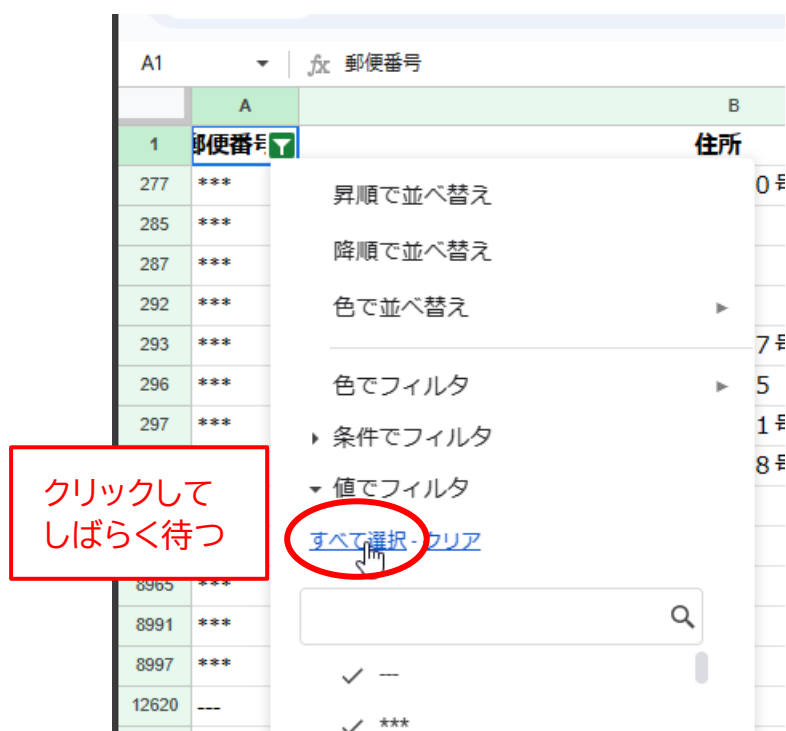 A1 fx 郵便番号
A B
1 郵便番号 住所
277 ***
昇順で並べ替え
285 ***
降順で並べ替え
287 ***
292 ***
色で並べ替え
293 ***
7号
296 ***
色でフィルタ
5
297 ***
条件でフィルタ
1号
8号
値でフィルタ
クリックして
しばらく待つ
すべて選択 - クリア
8965 ***
8991 ***
8997 ***
---
12620 ---
***